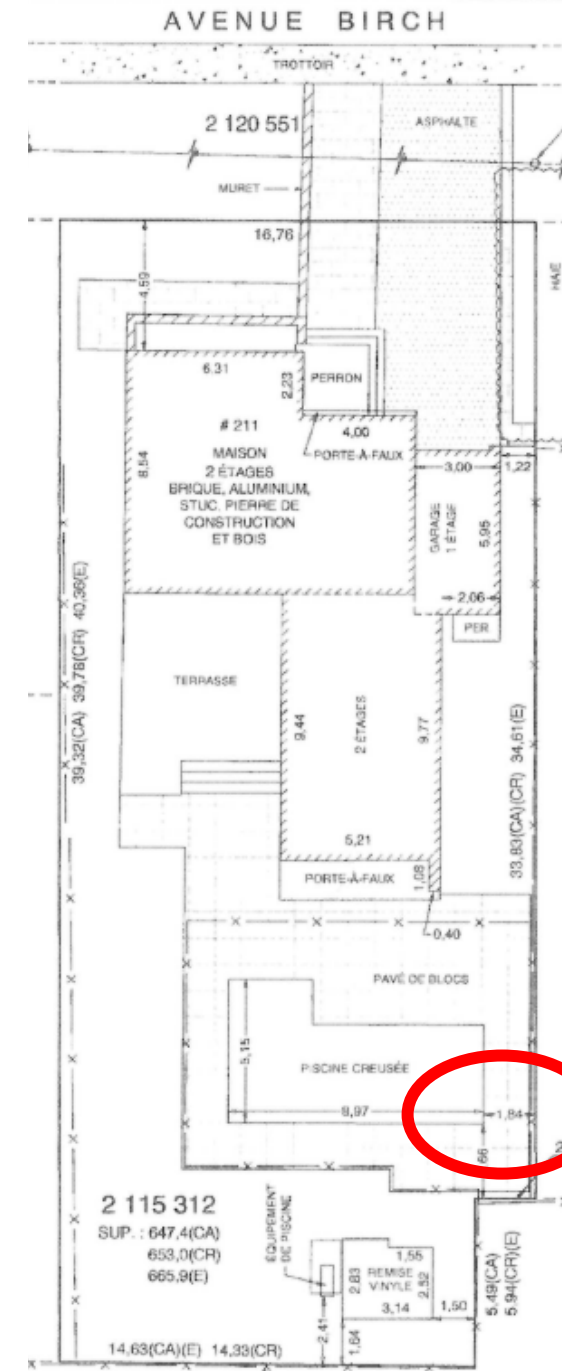 AVENUE BIRCH
TROTTOIR
2 120 551
ASPHALTE
MURET
16,76
HAIE
4,59
6.31
2,23
PERRON
# 211
4,00
MAISON
PORTE-À-FAUX
2 ÉTAGES
BRIQUE, ALUMINIUM,
STUC. PIERRE DE
CONSTRUCTION
ET BOIS
8,54
3,00
1,22
GARAGE
1 ÉTAGE
5,95
2,06
PER
39,32(CA) 39,78(CR) 40,36(E)
TERRASSE
9,44
2 ÉTAGES
9,77
33,83(CA)(CR) 34,61(E)
5,21
PORTE-À-FAUX
1,08
0,40
PAVÉ DE BLOCS
5,15
PISCINE CREUSÉE
1,84
66
2 115 312
SUP. : 647,4(CA)
653,0(CR)
665,9(E)
ÉQUIPEMENT
DE PISCINE
1,55
2,83
REMISE
VINYLE
2,52
3,14
1,50
5,49(CA)
5,94(CR)(E)
2,41
1,64
14,63(CA)(E) 14,33(CR)